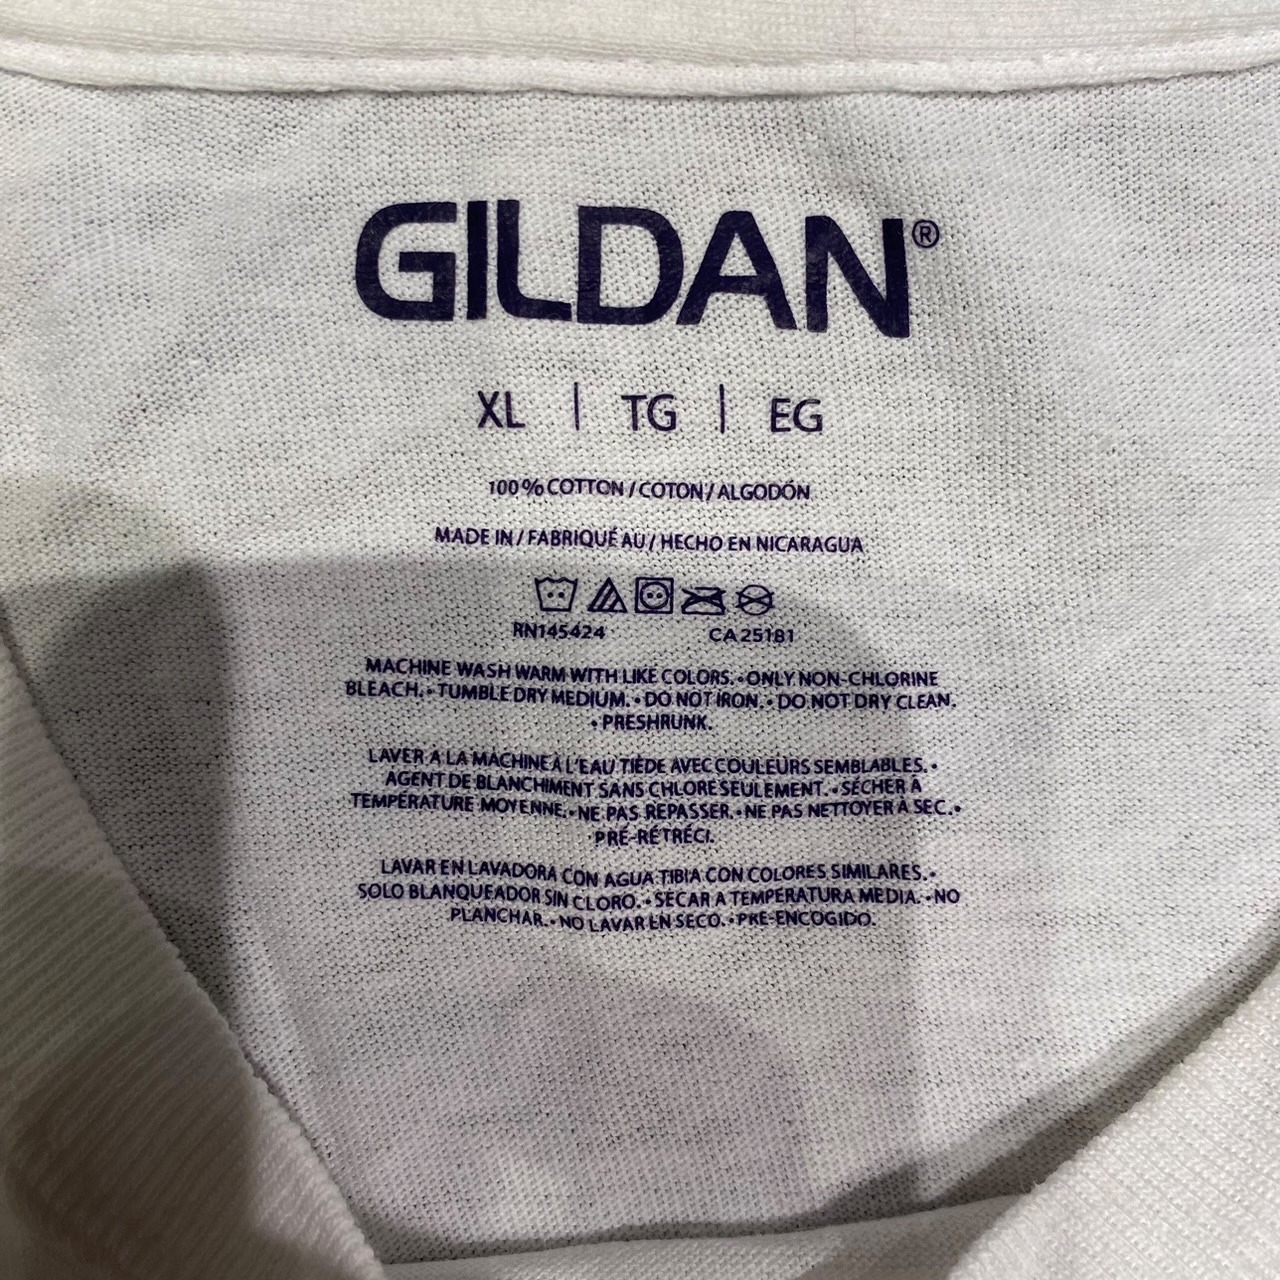 GILDAN®
XL | TG | EG
100% COTTON / COTON / ALGODÓN
MADE IN / FABRIQUÉ AU / HECHO EN NICARAGUA
RN145424 CA25181
MACHINE WASH WARM WITH LIKE COLORS. • ONLY NON-CHLORINE
BLEACH. • TUMBLE DRY MEDIUM. • DO NOT IRON. • DO NOT DRY CLEAN.
• PRESHRUNK.
LAVER À LA MACHINE À L'EAU TIÈDE AVEC COULEURS SEMBLABLES. •
AGENT DE BLANCHIMENT SANS CHLORE SEULEMENT. • SÉCHER À
TEMPÉRATURE MOYENNE. • NE PAS REPASSER. • NE PAS NETTOYER À SEC. •
PRÉ-RÉTRÉCI.
LAVAR EN LAVADORA CON AGUA TIBIA CON COLORES SIMILARES. •
SOLO BLANQUEADOR SIN CLORO. • SECAR A TEMPERATURA MEDIA. • NO
PLANCHAR. • NO LAVAR EN SECO. • PRE-ENCOGIDO.